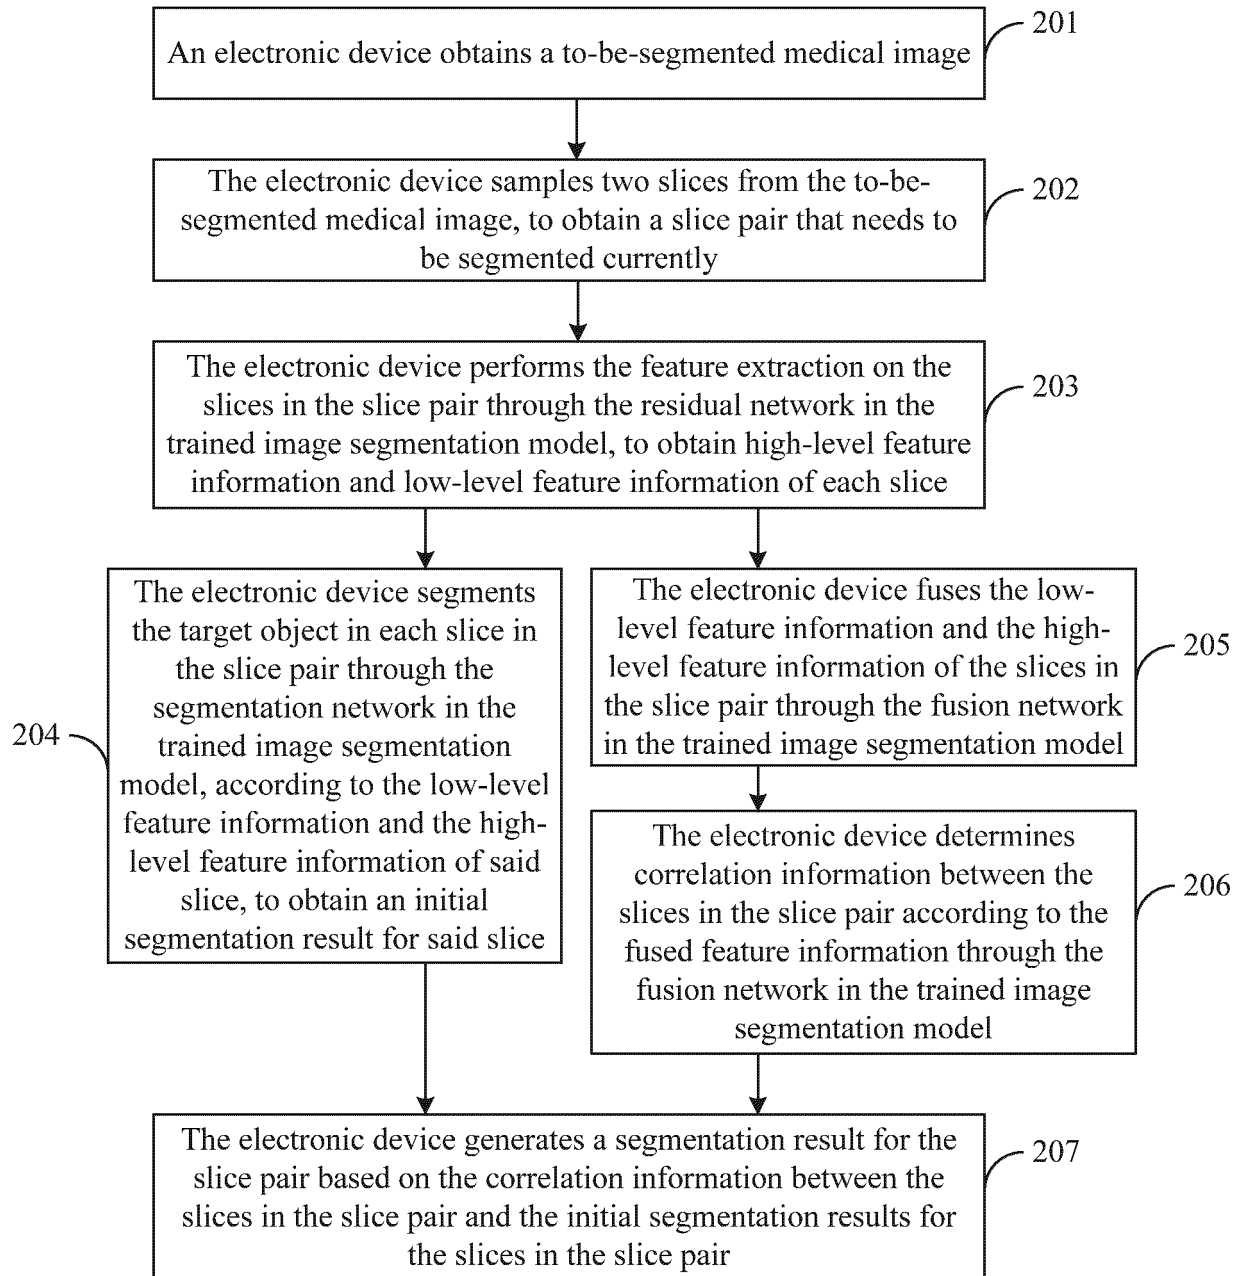 An electronic device obtains a to-be-segmented medical image
201
The electronic device samples two slices from the to-be-
segmented medical image, to obtain a slice pair that needs to
be segmented currently
202
The electronic device performs the feature extraction on the
slices in the slice pair through the residual network in the
trained image segmentation model, to obtain high-level feature
information and low-level feature information of each slice
203
The electronic device segments
the target object in each slice in
the slice pair through the
segmentation network in the
trained image segmentation
model, according to the low-level
feature information and the high-
level feature information of said
slice, to obtain an initial
segmentation result for said slice
204
The electronic device fuses the low-
level feature information and the high-
level feature information of the slices in
the slice pair through the fusion network
in the trained image segmentation model
205
The electronic device determines
correlation information between the
slices in the slice pair according to the
fused feature information through the
fusion network in the trained image
segmentation model
206
The electronic device generates a segmentation result for the
slice pair based on the correlation information between the
slices in the slice pair and the initial segmentation results for
the slices in the slice pair
207